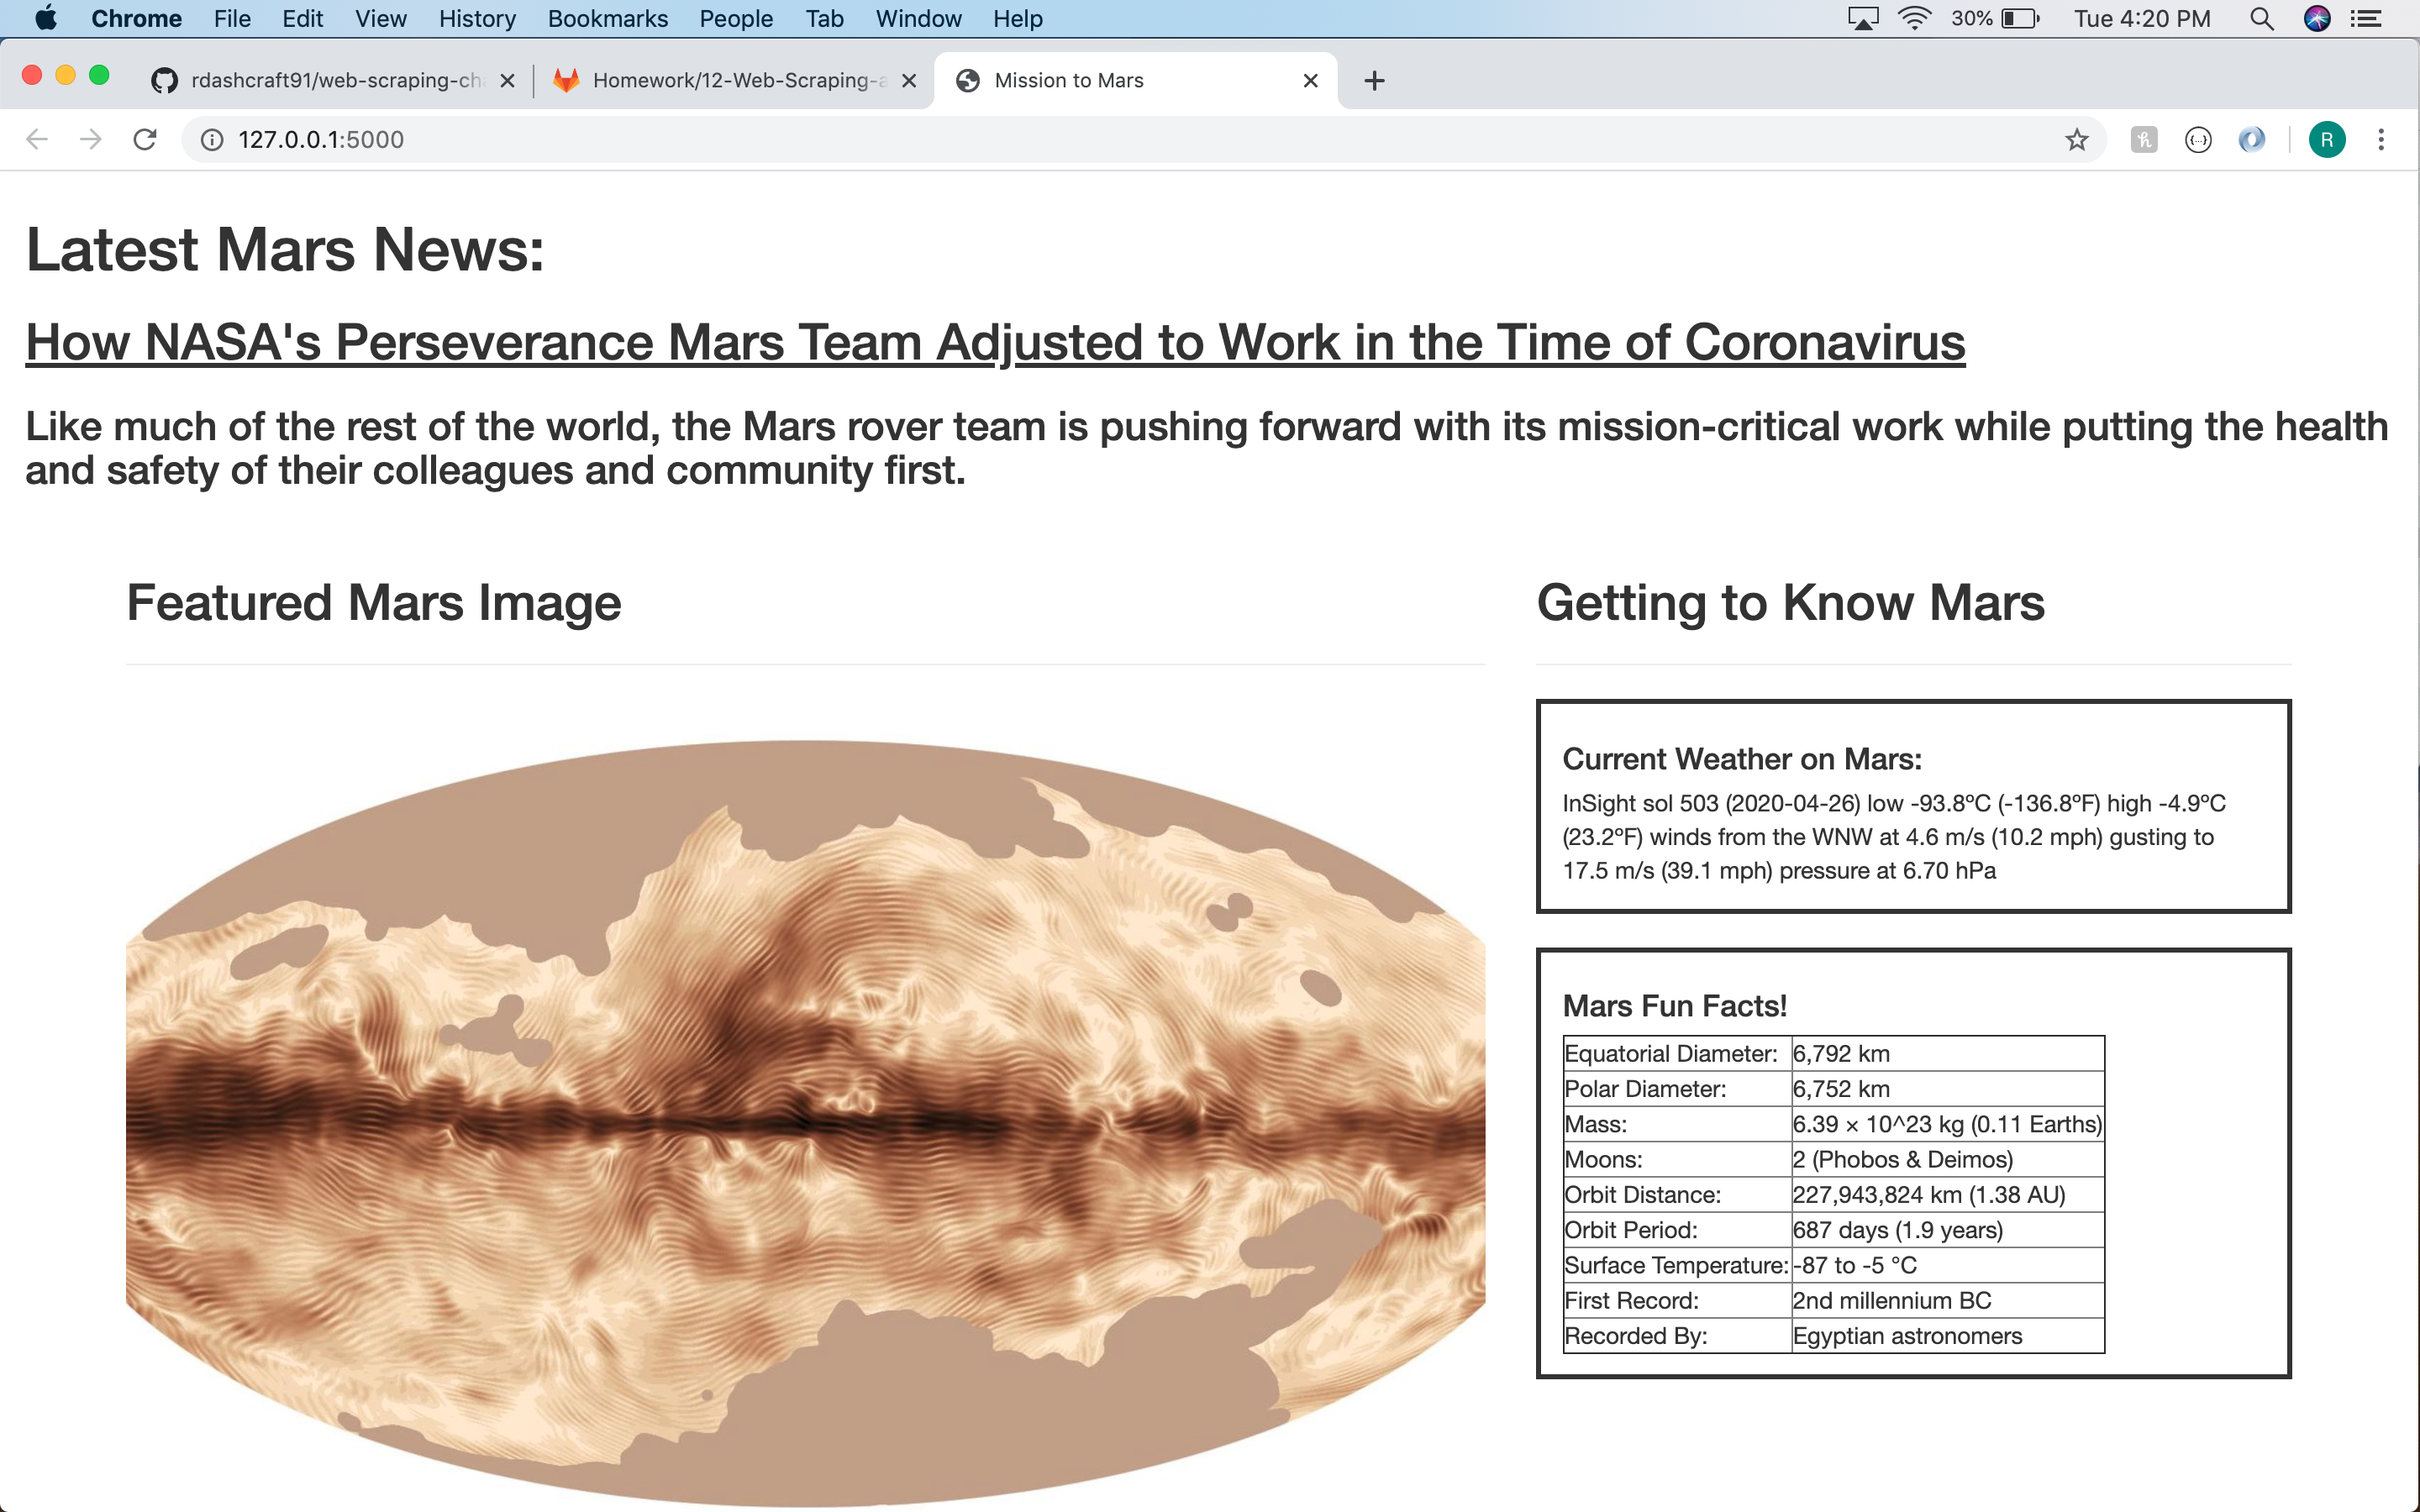 Chrome File Edit View History Bookmarks People Tab Window Help 30% Tue 4:20 PM
rdashcraft91/web-scraping-cha Homework/12-Web-Scraping-a Mission to Mars
127.0.0.1:5000 R
Latest Mars News:
How NASA's Perseverance Mars Team Adjusted to Work in the Time of Coronavirus
Like much of the rest of the world, the Mars rover team is pushing forward with its mission-critical work while putting the health
and safety of their colleagues and community first.
Featured Mars Image
Getting to Know Mars
Current Weather on Mars:
InSight sol 503 (2020-04-26) low -93.8ºC (-136.8ºF) high -4.9ºC
(23.2ºF) winds from the WNW at 4.6 m/s (10.2 mph) gusting to
17.5 m/s (39.1 mph) pressure at 6.70 hPa
Mars Fun Facts!
Equatorial Diameter: 6,792 km
Polar Diameter: 6,752 km
Mass: 6.39 × 10^23 kg (0.11 Earths)
Moons: 2 (Phobos & Deimos)
Orbit Distance: 227,943,824 km (1.38 AU)
Orbit Period: 687 days (1.9 years)
Surface Temperature: -87 to -5 °C
First Record: 2nd millennium BC
Recorded By: Egyptian astronomers